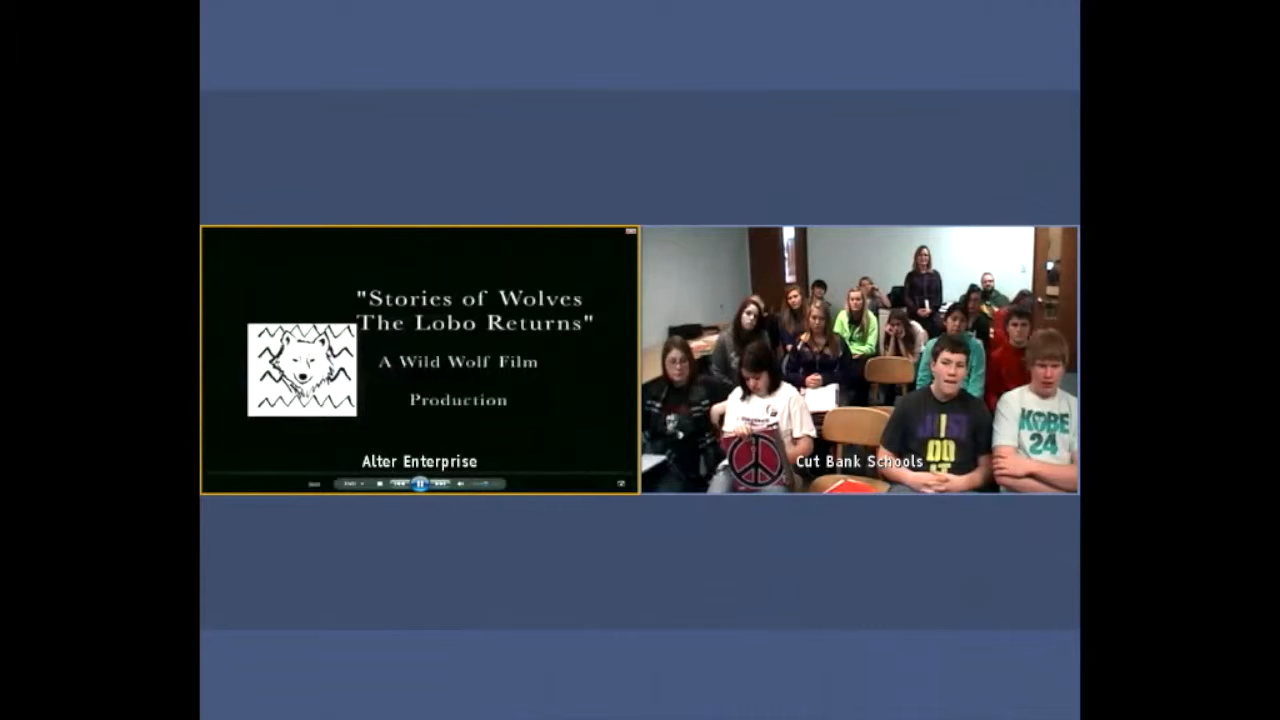 "Stories of Wolves
The Lobo Returns"
A Wild Wolf Film
Production
Alter Enterprise
Cut Bank Schools
JUST
DO
IT
KOBE
24